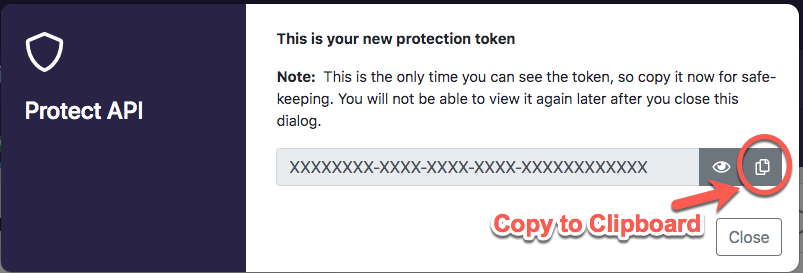 This is your new protection token
Note: This is the only time you can see the token, so copy it now for safe-
keeping. You will not be able to view it again later after you close this
dialog.
Protect API
XXXXXXXX-XXXX-XXXX-XXXX-XXXXXXXXXXXX
Copy to Clipboard
Close